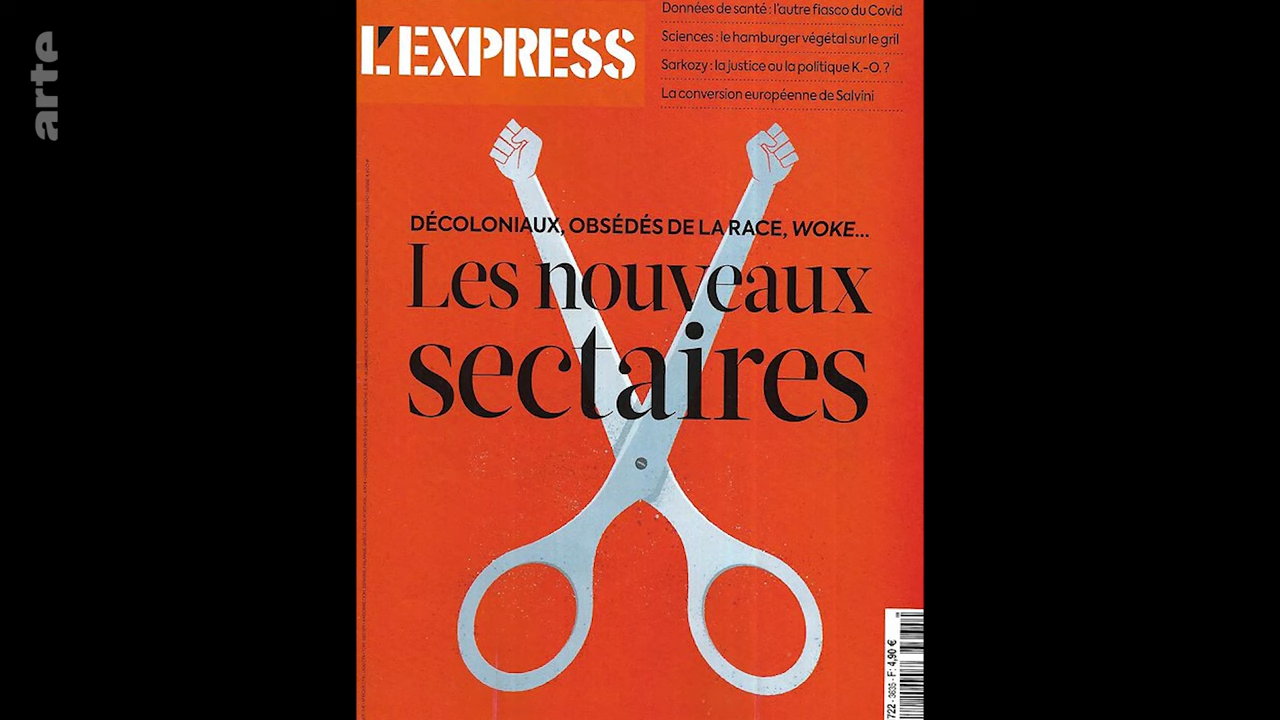 arte
L'EXPRESS
Données de santé : l'autre fiasco du Covid
Sciences : le hamburger végétal sur le gril
Sarkozy : la justice ou la politique K.-O. ?
La conversion européenne de Salvini
DÉCOLONIAUX, OBSÉDÉS DE LA RACE, WOKE...
Les nouveaux
sectaires
722 - 3635 - F: 4,90 €